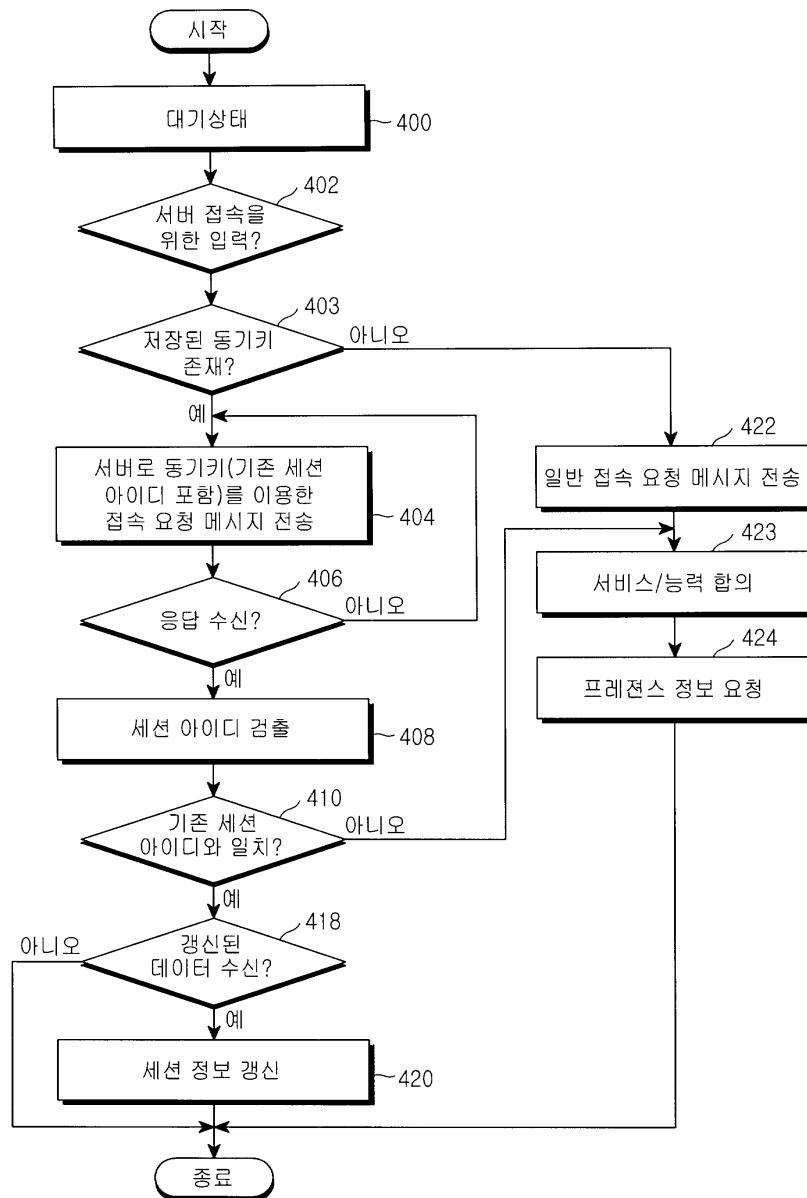 시작
대기상태
400
402
서버 접속을
위한 입력?
403
저장된 동기키
존재?
아니오
예
422
일반 접속 요청 메시지 전송
서버로 동기키(기존 세션
아이디 포함)를 이용한
접속 요청 메시지 전송
404
423
서비스/능력 합의
406
응답 수신?
아니오
예
424
프레젼스 정보 요청
세션 아이디 검출
408
410
기존 세션
아이디와 일치?
아니오
예
418
갱신된
데이터 수신?
아니오
예
세션 정보 갱신
420
종료